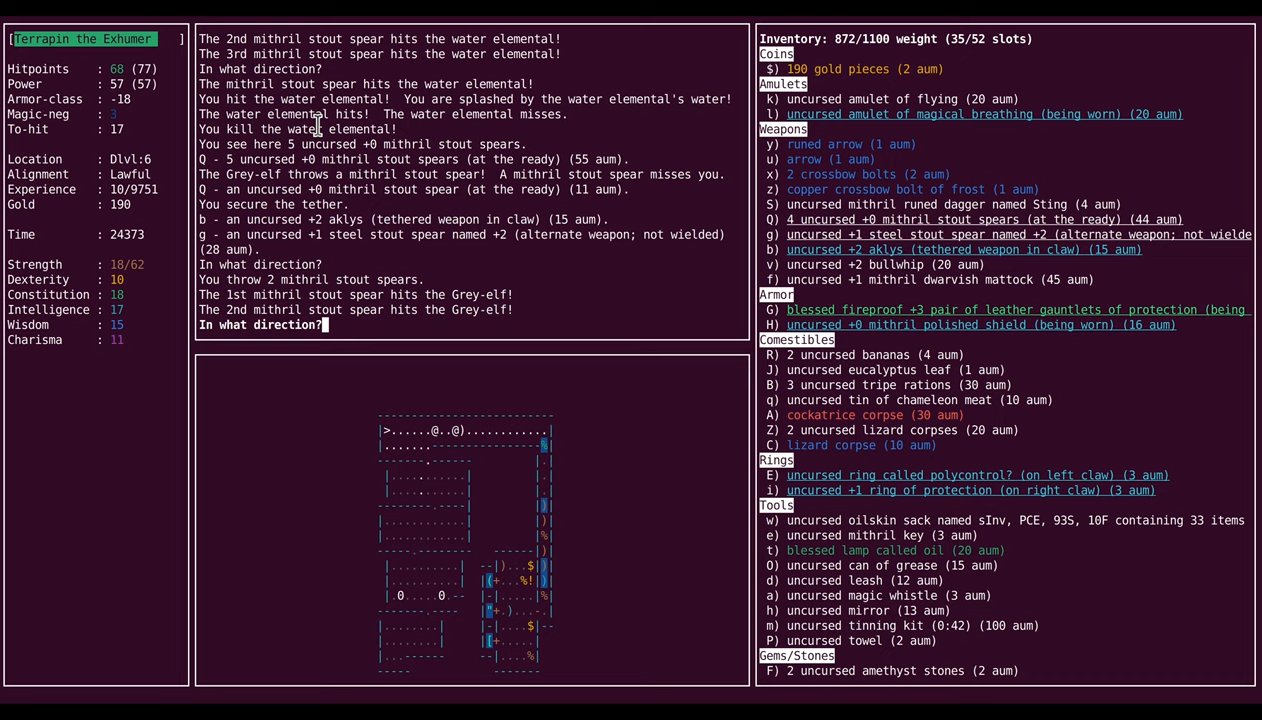 [Terrapin the Exhumer ]
Hitpoints : 68 (77)
Power : 57 (57)
Armor-class : -18
Magic-neg : 3
To-hit : 17
Location : Dlvl:6
Alignment : Lawful
Experience : 10/9751
Gold : 190
Time : 24373
Strength : 18/62
Dexterity : 10
Constitution : 18
Intelligence : 17
Wisdom : 15
Charisma : 11
The 2nd mithril stout spear hits the water elemental!
The 3rd mithril stout spear hits the water elemental!
In what direction?
The mithril stout spear hits the water elemental!
You hit the water elemental!  You are splashed by the water elemental's water!
The water elemental hits!  The water elemental misses.
You kill the water elemental!
You see here 5 uncursed +0 mithril stout spears.
Q - 5 uncursed +0 mithril stout spears (at the ready) (55 aum).
The Grey-elf throws a mithril stout spear!  A mithril stout spear misses you.
Q - an uncursed +0 mithril stout spear (at the ready) (11 aum).
You secure the tether.
b - an uncursed +2 aklys (tethered weapon in claw) (15 aum).
g - an uncursed +1 steel stout spear named +2 (alternate weapon; not wielded)
(28 aum).
In what direction?
You throw 2 mithril stout spears.
The 1st mithril stout spear hits the Grey-elf!
The 2nd mithril stout spear hits the Grey-elf!
In what direction?
Inventory: 872/1100 weight (35/52 slots)
Coins
$) 190 gold pieces (2 aum)
Amulets
k) uncursed amulet of flying (20 aum)
l) uncursed amulet of magical breathing (being worn) (20 aum)
Weapons
y) runed arrow (1 aum)
u) arrow (1 aum)
x) 2 crossbow bolts (2 aum)
z) copper crossbow bolt of frost (1 aum)
S) uncursed mithril runed dagger named Sting (4 aum)
Q) 4 uncursed +0 mithril stout spears (at the ready) (44 aum)
g) uncursed +1 steel stout spear named +2 (alternate weapon; not wielde
b) uncursed +2 aklys (tethered weapon in claw) (15 aum)
v) uncursed +2 bullwhip (20 aum)
f) uncursed +1 mithril dwarvish mattock (45 aum)
Armor
G) blessed fireproof +3 pair of leather gauntlets of protection (being
H) uncursed +0 mithril polished shield (being worn) (16 aum)
Comestibles
R) 2 uncursed bananas (4 aum)
J) uncursed eucalyptus leaf (1 aum)
B) 3 uncursed tripe rations (30 aum)
q) uncursed tin of chameleon meat (10 aum)
A) cockatrice corpse (30 aum)
Z) 2 uncursed lizard corpses (20 aum)
C) lizard corpse (10 aum)
Rings
E) uncursed ring called polycontrol? (on left claw) (3 aum)
i) uncursed +1 ring of protection (on right claw) (3 aum)
Tools
w) uncursed oilskin sack named sInv, PCE, 93S, 10F containing 33 items
e) uncursed mithril key (3 aum)
t) blessed lamp called oil (20 aum)
O) uncursed can of grease (15 aum)
d) uncursed leash (12 aum)
a) uncursed magic whistle (3 aum)
h) uncursed mirror (13 aum)
m) uncursed tinning kit (0:42) (100 aum)
P) uncursed towel (2 aum)
Gems/Stones
F) 2 uncursed amethyst stones (2 aum)